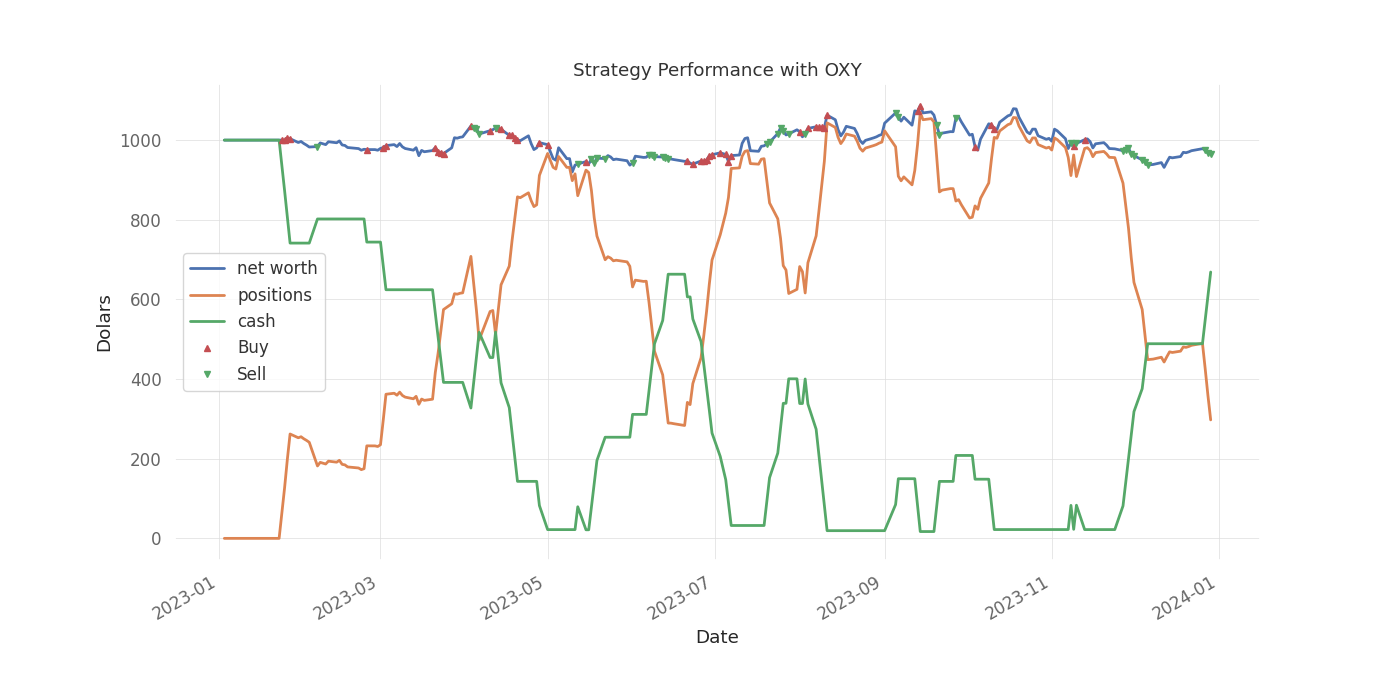 Strategy Performance with OXY
1000
800
600
400
200
0
Dolars
net worth
positions
cash
Buy
Sell
2023-01
2023-03
2023-05
2023-07
2023-09
2023-11
2024-01
Date